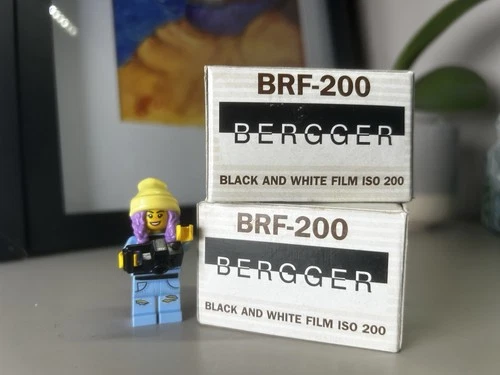 BRF-200
BERGGER
BLACK AND WHITE FILM ISO 200
BRF-200
BERGGER
BLACK AND WHITE FILM ISO 200